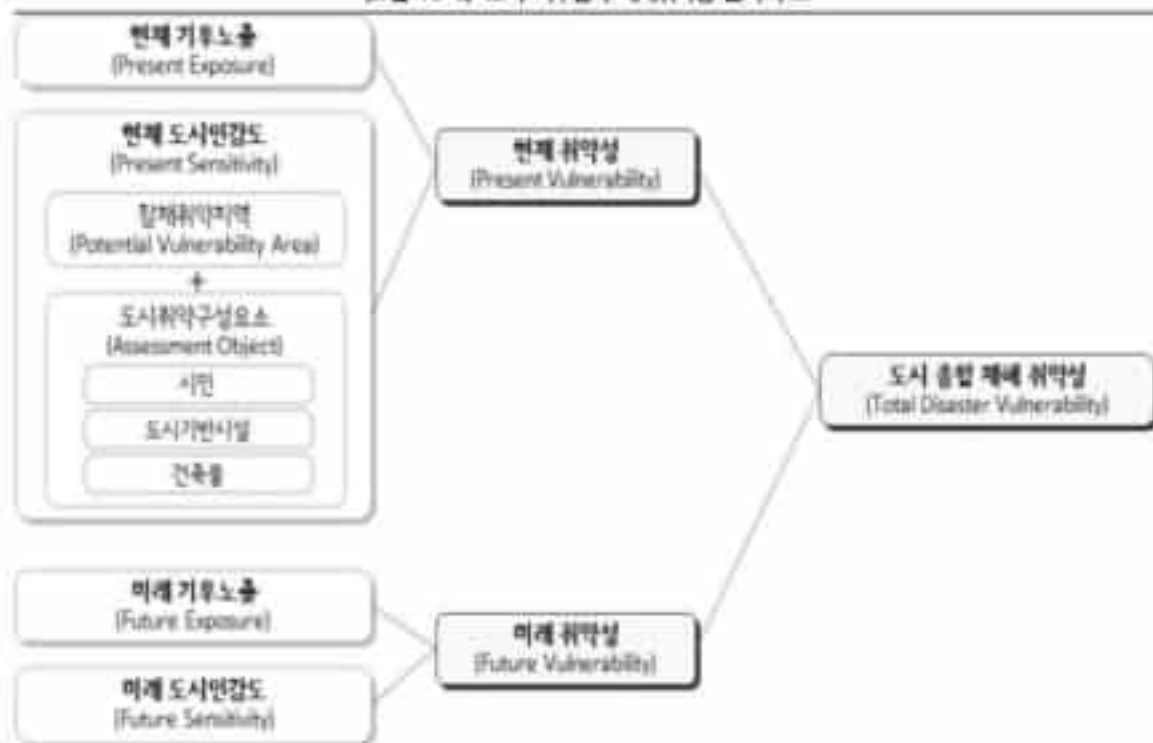 현재 기후노출
(Present Exposure)
현재 도시민감도
(Present Sensitivity)
잠재취약지역
(Potential Vulnerability Area)
+
도시취약구성요소
(Assessment Object)
시민
도시기반시설
건축물
현재 취약성
(Present Vulnerability)
도시 종합 재해 취약성
(Total Disaster Vulnerability)
미래 기후노출
(Future Exposure)
미래 취약성
(Future Vulnerability)
미래 도시민감도
(Future Sensitivity)